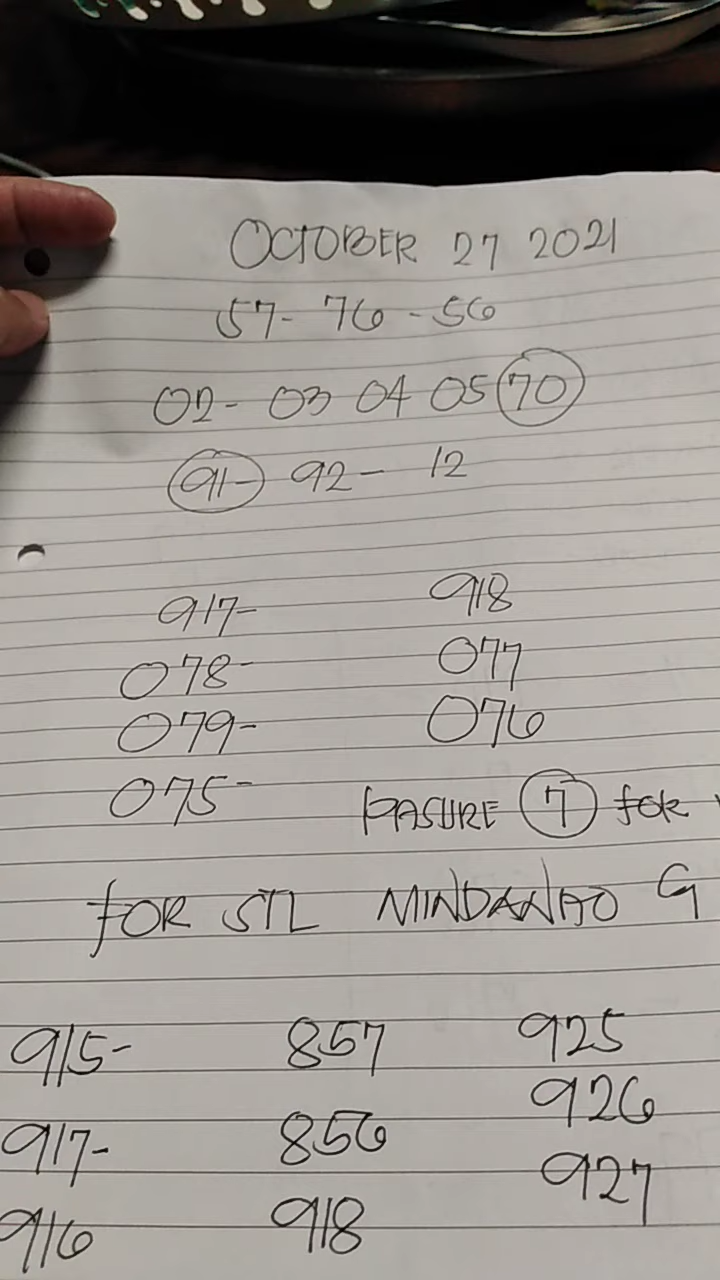 OCTOBER 27 2021
57- 76 - 56
02- 03 04 05 70
91- 92- 12
917- 918
078- 077
079- 076
075- PASURE 7 for
FOR STL MINDANAO G
915- 857 925
926
917- 856
927
916 918